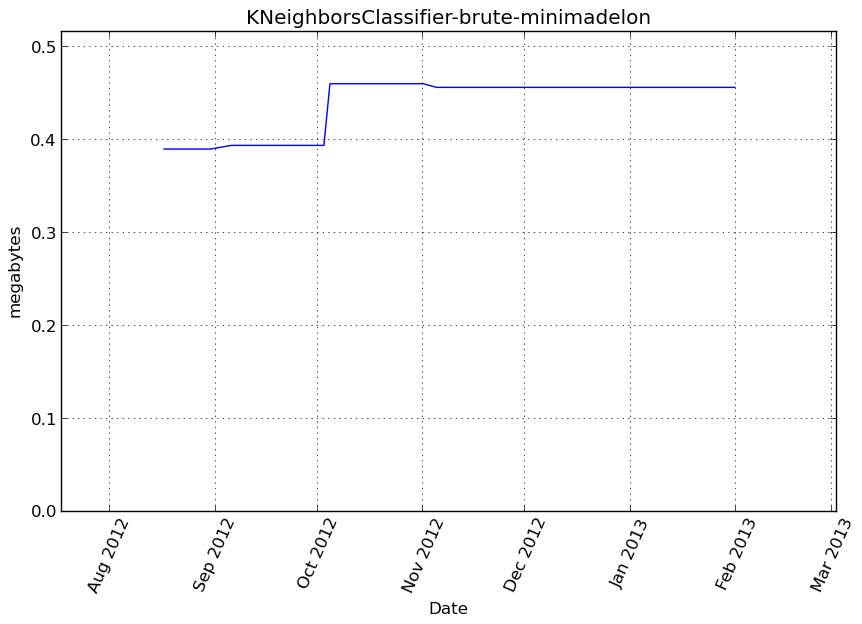 KNeighborsClassifier-brute-minimadelon
0.5
0.4
0.3
0.2
0.1
0.0
megabytes
Aug 2012
Sep 2012
Oct 2012
Nov 2012
Dec 2012
Jan 2013
Feb 2013
Mar 2013
Date